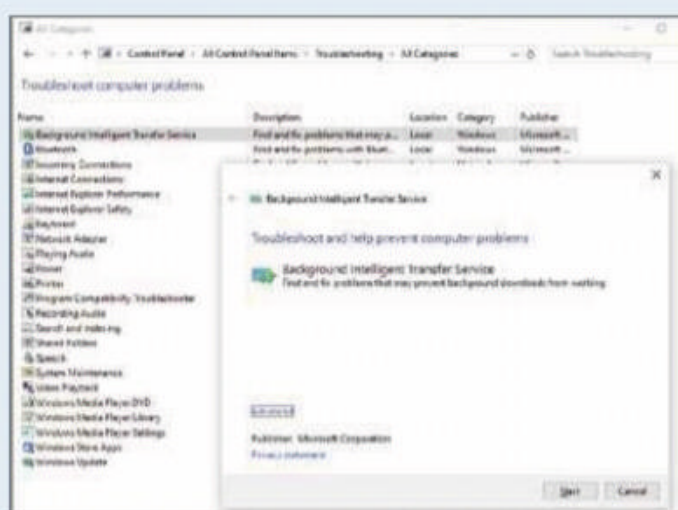 All Categories
Control Panel › All Control Panel Items › Troubleshooting › All Categories
Search Troubleshooting
Troubleshoot computer problems
Name Description Location Category Publisher
Background Intelligent Transfer Service Find and fix problems that may p... Local Windows Microsoft ...
Bluetooth Find and fix problems with Bluet... Local Windows Microsoft ...
Incoming Connections
Internet Connections
Internet Explorer Performance
Internet Explorer Safety
Keyboard
Network Adapter
Playing Audio
Power
Printer
Program Compatibility Troubleshooter
Recording Audio
Search and Indexing
Shared Folders
Speech
System Maintenance
Video Playback
Windows Media Player DVD
Windows Media Player Library
Windows Media Player Settings
Windows Store Apps
Windows Update
Background Intelligent Transfer Service
Troubleshoot and help prevent computer problems
Background Intelligent Transfer Service
Find and fix problems that may prevent background downloads from working
Advanced
Publisher: Microsoft Corporation
Privacy statement
Start Cancel